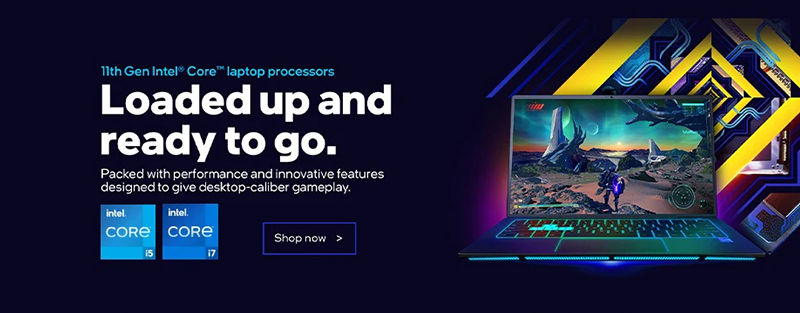 11th Gen Intel® Core™ laptop processors
Loaded up and
ready to go.
Packed with performance and innovative features
designed to give desktop-caliber gameplay.
intel.
CORE
i5
intel.
CORE
i7
Shop now >